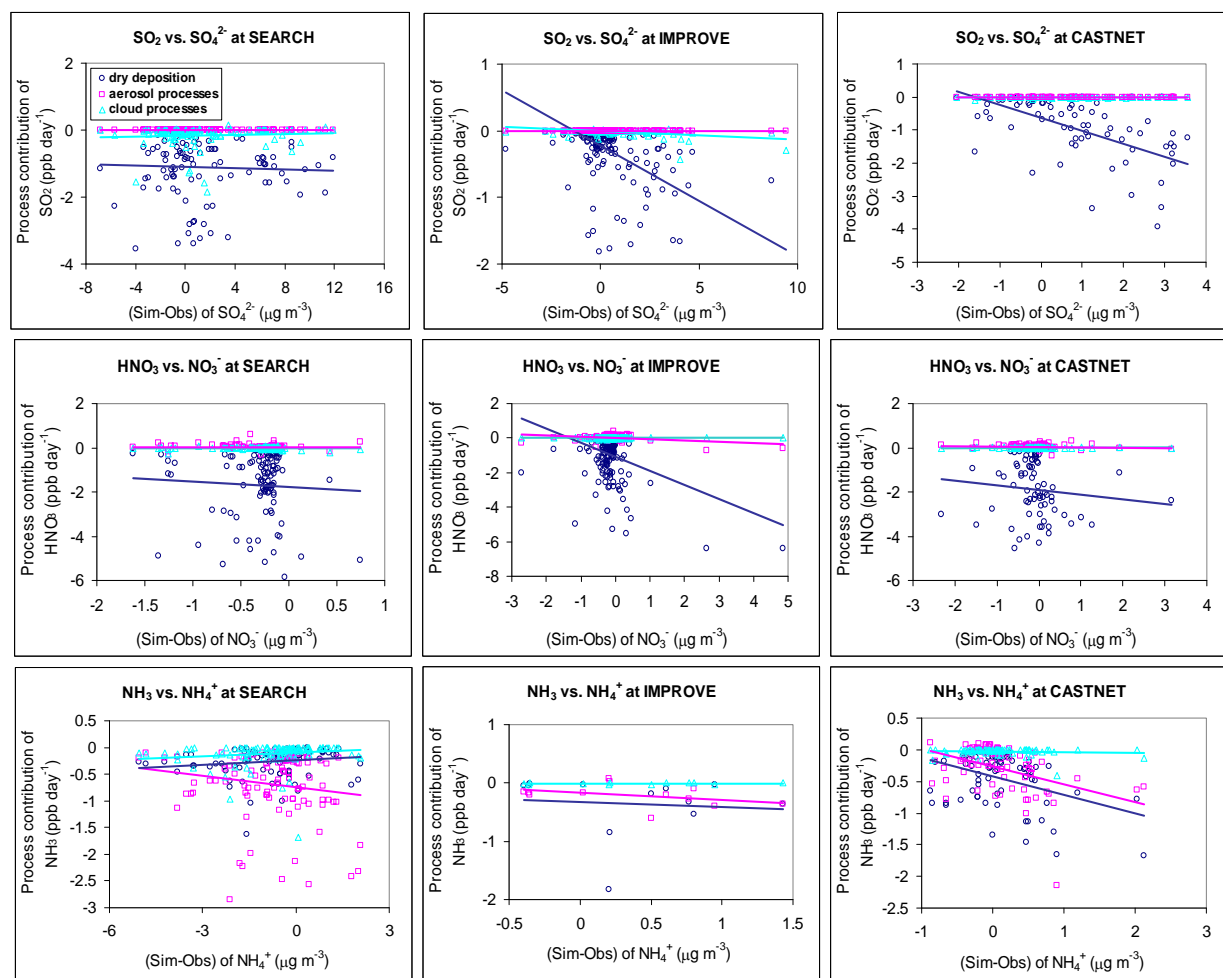 SO₂ vs. SO₄²⁻ at SEARCH
Process contribution of
SO₂ (ppb day⁻¹)
2
0
-2
-4
dry deposition
aerosol processes
cloud processes
-8 -4 0 4 8 12 16
(Sim-Obs) of SO₄²⁻ (μg m⁻³)
SO₂ vs. SO₄²⁻ at IMPROVE
Process contribution of
SO₂ (ppb day⁻¹)
1
0
-1
-2
-5 0 5 10
(Sim-Obs) of SO₄²⁻ (μg m⁻³)
SO₂ vs. SO₄²⁻ at CASTNET
Process contribution of
SO₂ (ppb day⁻¹)
1
0
-1
-2
-3
-4
-5
-3 -2 -1 0 1 2 3 4
(Sim-Obs) of SO₄²⁻ (μg m⁻³)
HNO₃ vs. NO₃⁻ at SEARCH
Process contribution of
HNO₃ (ppb day⁻¹)
2
0
-2
-4
-6
-2 -1.5 -1 -0.5 0 0.5 1
(Sim-Obs) of NO₃⁻ (μg m⁻³)
HNO₃ vs. NO₃⁻ at IMPROVE
Process contribution of
HNO₃ (ppb day⁻¹)
2
0
-2
-4
-6
-8
-3 -2 -1 0 1 2 3 4 5
(Sim-Obs) of NO₃⁻ (μg m⁻³)
HNO₃ vs. NO₃⁻ at CASTNET
Process contribution of
HNO₃ (ppb day⁻¹)
2
0
-2
-4
-6
-3 -2 -1 0 1 2 3 4
(Sim-Obs) of NO₃⁻ (μg m⁻³)
NH₃ vs. NH₄⁺ at SEARCH
Process contribution of
NH₃ (ppb day⁻¹)
0.5
0
-0.5
-1
-1.5
-2
-2.5
-3
-6 -3 0 3
(Sim-Obs) of NH₄⁺ (μg m⁻³)
NH₃ vs. NH₄⁺ at IMPROVE
Process contribution of
NH₃ (ppb day⁻¹)
1
0
-1
-2
-0.5 0 0.5 1 1.5
(Sim-Obs) of NH₄⁺ (μg m⁻³)
NH₃ vs. NH₄⁺ at CASTNET
Process contribution of
NH₃ (ppb day⁻¹)
0.5
0
-0.5
-1
-1.5
-2
-2.5
-1 0 1 2 3
(Sim-Obs) of NH₄⁺ (μg m⁻³)